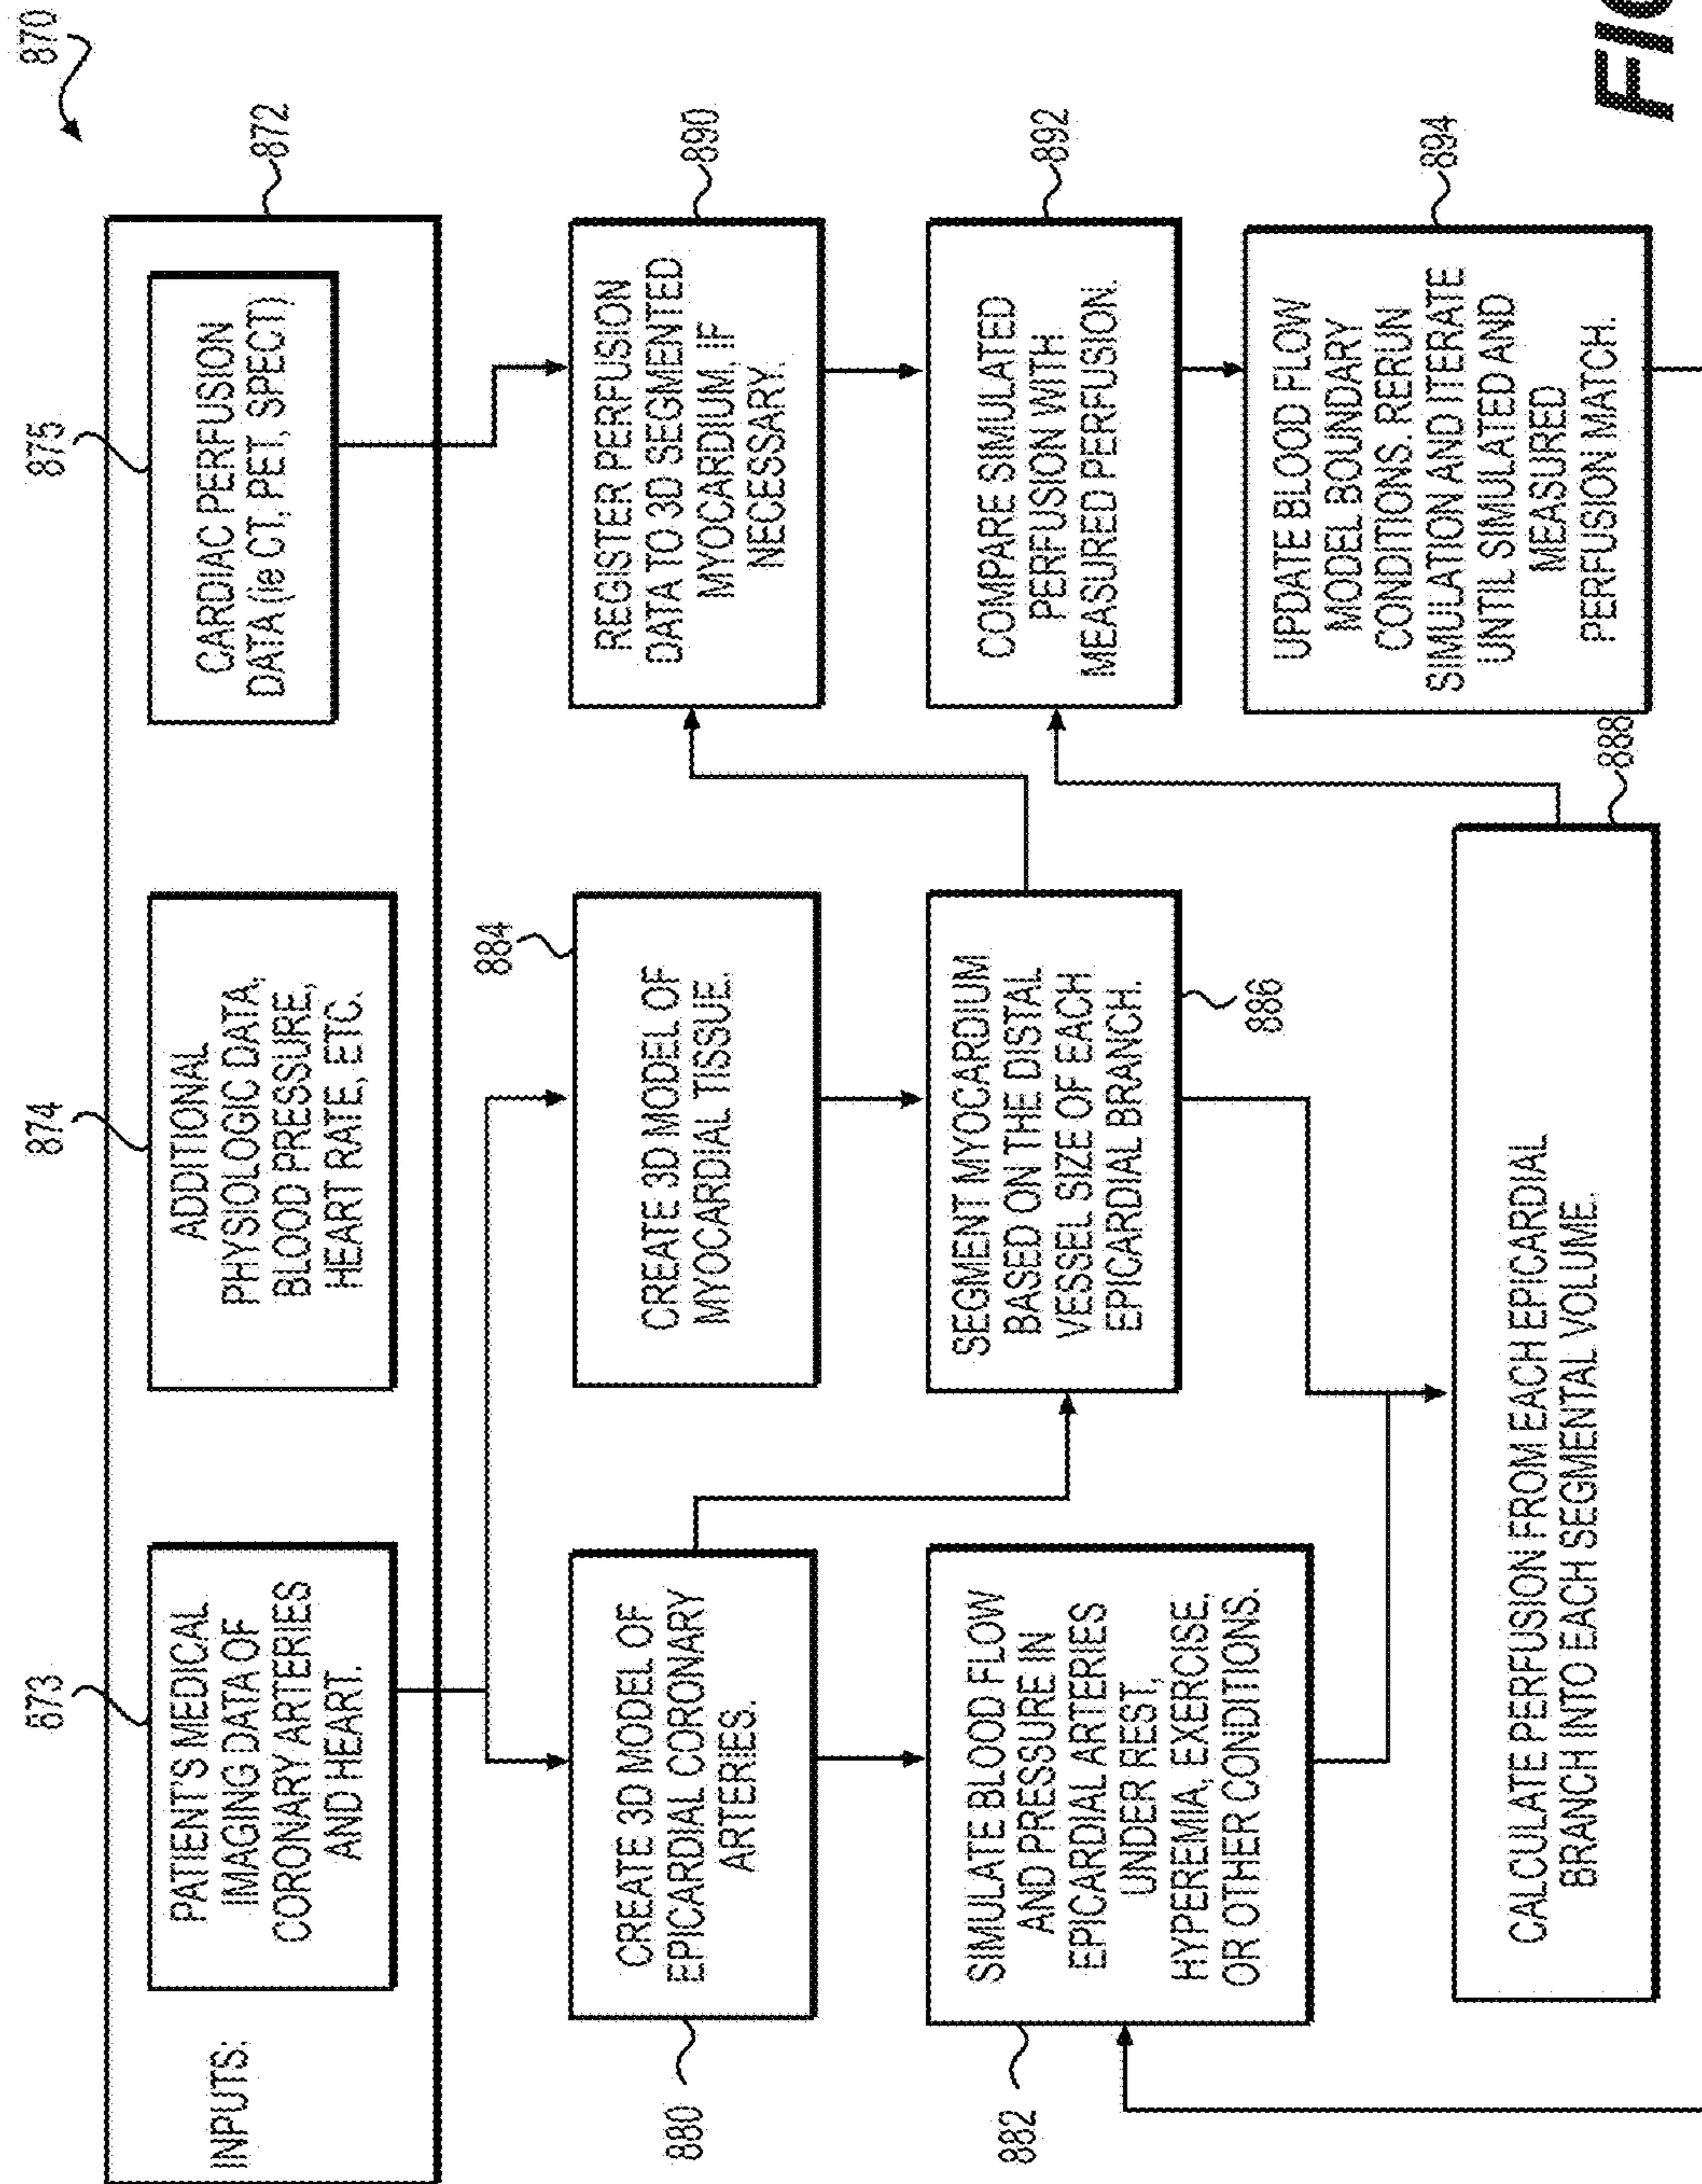 870
872
INPUTS:
873
PATIENT'S MEDICAL
IMAGING DATA OF
CORONARY ARTERIES
AND HEART.
874
ADDITIONAL
PHYSIOLOGIC DATA,
BLOOD PRESSURE,
HEART RATE, ETC.
875
CARDIAC PERFUSION
DATA (ie CT, PET, SPECT)
880
CREATE 3D MODEL OF
EPICARDIAL CORONARY
ARTERIES.
884
CREATE 3D MODEL OF
MYOCARDIAL TISSUE.
890
REGISTER PERFUSION
DATA TO 3D SEGMENTED
MYOCARDIUM, IF
NECESSARY.
882
SIMULATE BLOOD FLOW
AND PRESSURE IN
EPICARDIAL ARTERIES
UNDER REST,
HYPEREMIA, EXERCISE,
OR OTHER CONDITIONS.
SEGMENT MYOCARDIUM
BASED ON THE DISTAL
VESSEL SIZE OF EACH
EPICARDIAL BRANCH.
886
892
COMPARE SIMULATED
PERFUSION WITH
MEASURED PERFUSION.
888
CALCULATE PERFUSION FROM EACH EPICARDIAL
BRANCH INTO EACH SEGMENTAL VOLUME.
894
UPDATE BLOOD FLOW
MODEL BOUNDARY
CONDITIONS. RERUN
SIMULATION AND ITERATE
UNTIL SIMULATED AND
MEASURED
PERFUSION MATCH.